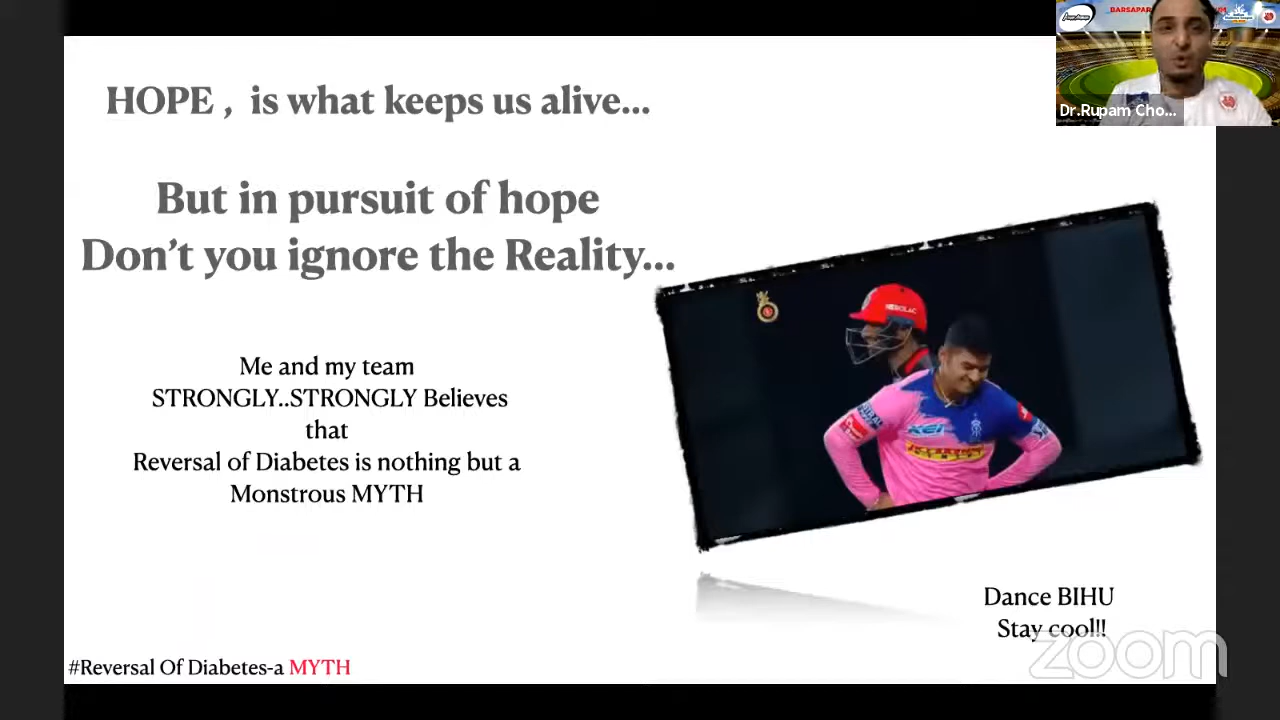 HOPE , is what keeps us alive...
But in pursuit of hope
Don't you ignore the Reality...
Me and my team
STRONGLY..STRONGLY Believes
that
Reversal of Diabetes is nothing but a
Monstrous MYTH
NEROLAC
KEI
Dance BIHU
Stay cool!!
#Reversal Of Diabetes-a MYTH
zoom
Dr.Rupam Cho...